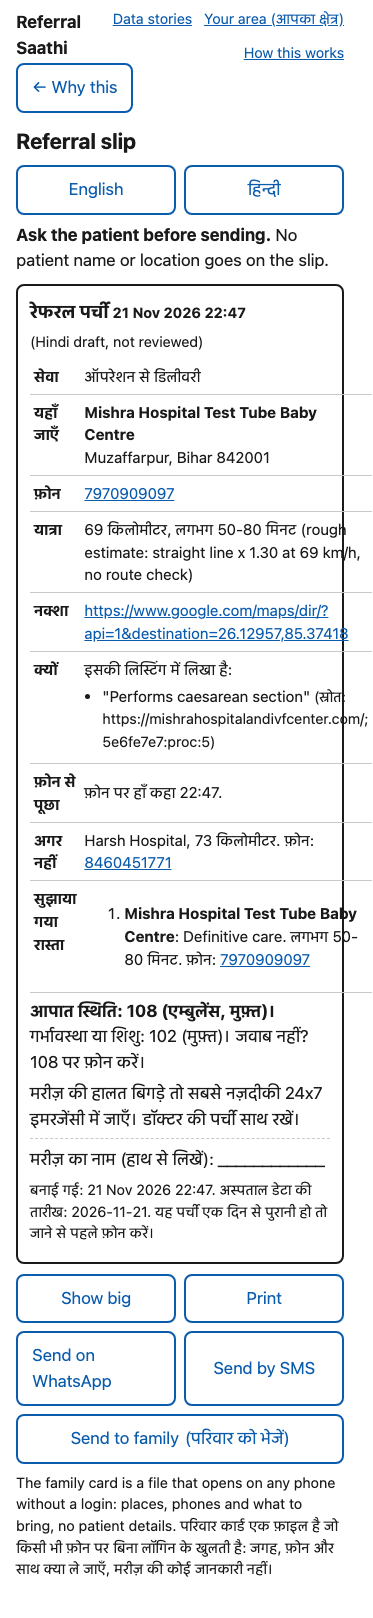 Referral Saathi
Data stories
Your area (आपका क्षेत्र)
How this works
← Why this
Referral slip
English
हिन्दी
Ask the patient before sending. No
patient name or location goes on the slip.
रेफरल पर्ची 21 Nov 2026 22:47
(Hindi draft, not reviewed)
सेवा ऑपरेशन से डिलीवरी
यहाँ जाएँ Mishra Hospital Test Tube Baby
Centre
Muzaffarpur, Bihar 842001
फ़ोन 7970909097
यात्रा 69 किलोमीटर, लगभग 50-80 मिनट (rough
estimate: straight line x 1.30 at 69 km/h,
no route check)
नक्शा https://www.google.com/maps/dir/?
api=1&destination=26.12957,85.37418
क्यों इसकी लिस्टिंग में लिखा है:
• "Performs caesarean section" (स्रोत:
https://mishrahospitalandivfcenter.com/;
5e6fe7e7:proc:5)
फ़ोन से पूछा फ़ोन पर हाँ कहा 22:47.
अगर नहीं Harsh Hospital, 73 किलोमीटर. फ़ोन:
8460451771
सुझाया गया रास्ता 1. Mishra Hospital Test Tube Baby
Centre: Definitive care. लगभग 50-
80 मिनट. फ़ोन: 7970909097
आपात स्थिति: 108 (एम्बुलेंस, मुफ़्त)।
गर्भावस्था या शिशु: 102 (मुफ़्त)। जवाब नहीं?
108 पर फ़ोन करें।
मरीज़ की हालत बिगड़े तो सबसे नज़दीकी 24x7
इमरजेंसी में जाएँ। डॉक्टर की पर्ची साथ रखें।
मरीज़ का नाम (हाथ से लिखें): _____________
बनाई गई: 21 Nov 2026 22:47. अस्पताल डेटा की
तारीख: 2026-11-21. यह पर्ची एक दिन से पुरानी हो तो
जाने से पहले फ़ोन करें।
Show big
Print
Send on WhatsApp
Send by SMS
Send to family (परिवार को भेजें)
The family card is a file that opens on any phone
without a login: places, phones and what to
bring, no patient details. परिवार कार्ड एक फ़ाइल है जो
किसी भी फ़ोन पर बिना लॉगिन के खुलती है: जगह, फ़ोन और
साथ क्या ले जाएँ, मरीज़ की कोई जानकारी नहीं।